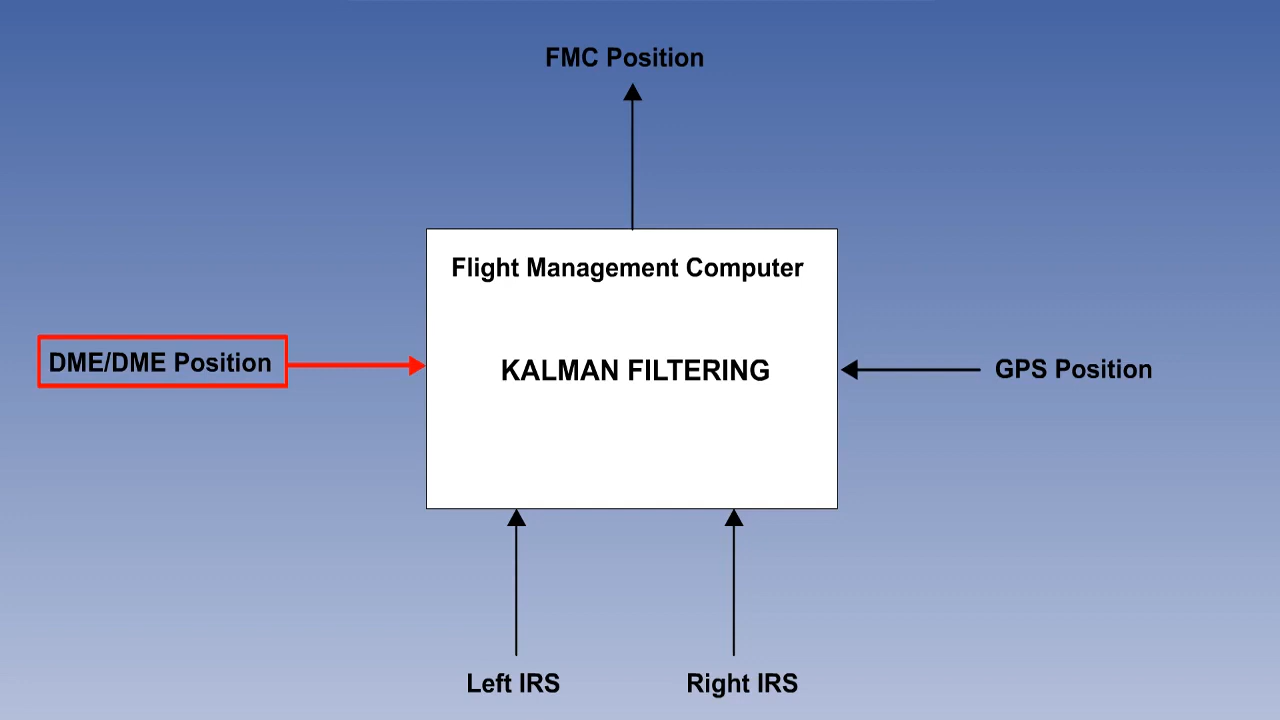 FMC Position
Flight Management Computer
DME/DME Position
KALMAN FILTERING
GPS Position
Left IRS
Right IRS